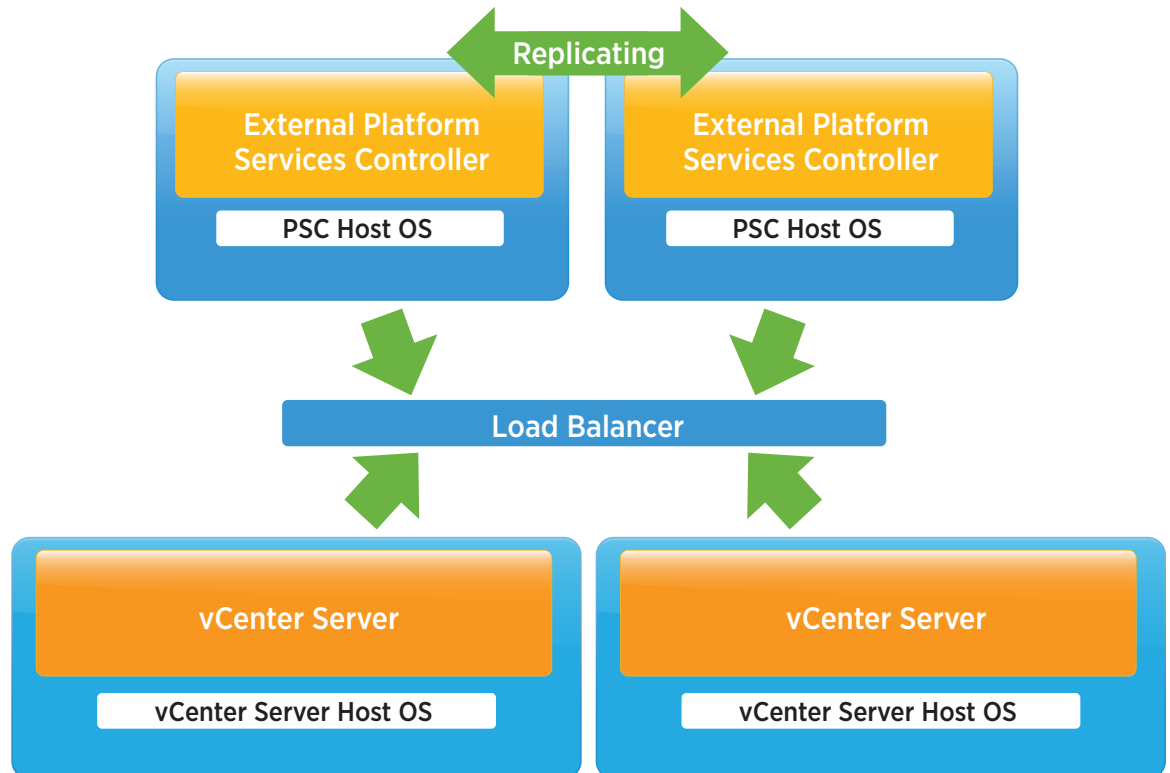 Replicating
External Platform
Services Controller
PSC Host OS
External Platform
Services Controller
PSC Host OS
Load Balancer
vCenter Server
vCenter Server Host OS
vCenter Server
vCenter Server Host OS